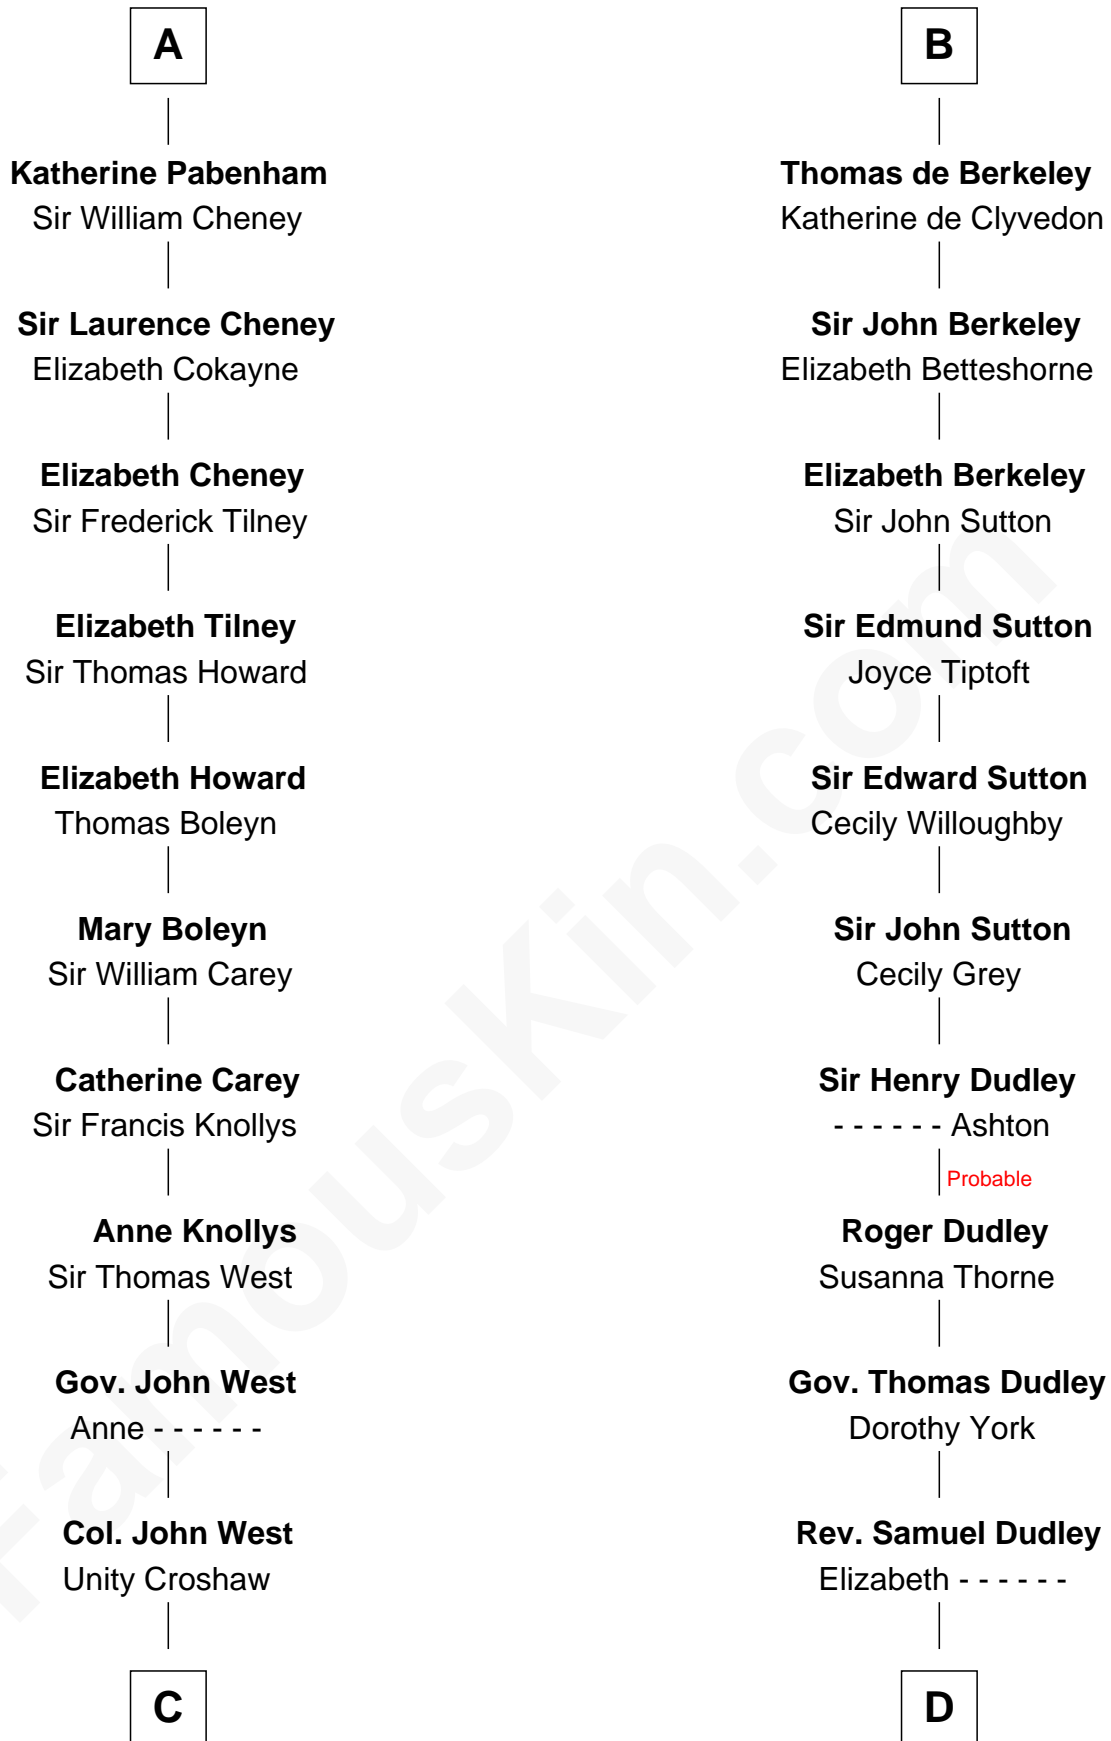 A
Katherine Pabenham
Sir William Cheney
Sir Laurence Cheney
Elizabeth Cokayne
Elizabeth Cheney
Sir Frederick Tilney
Elizabeth Tilney
Sir Thomas Howard
Elizabeth Howard
Thomas Boleyn
Mary Boleyn
Sir William Carey
Catherine Carey
Sir Francis Knollys
Anne Knollys
Sir Thomas West
Gov. John West
Anne - - - - - -
Col. John West
Unity Croshaw
C
B
Thomas de Berkeley
Katherine de Clyvedon
Sir John Berkeley
Elizabeth Betteshorne
Elizabeth Berkeley
Sir John Sutton
Sir Edmund Sutton
Joyce Tiptoft
Sir Edward Sutton
Cecily Willoughby
Sir John Sutton
Cecily Grey
Sir Henry Dudley
- - - - - - Ashton
Probable
Roger Dudley
Susanna Thorne
Gov. Thomas Dudley
Dorothy York
Rev. Samuel Dudley
Elizabeth - - - - - -
D
FamousKin.com